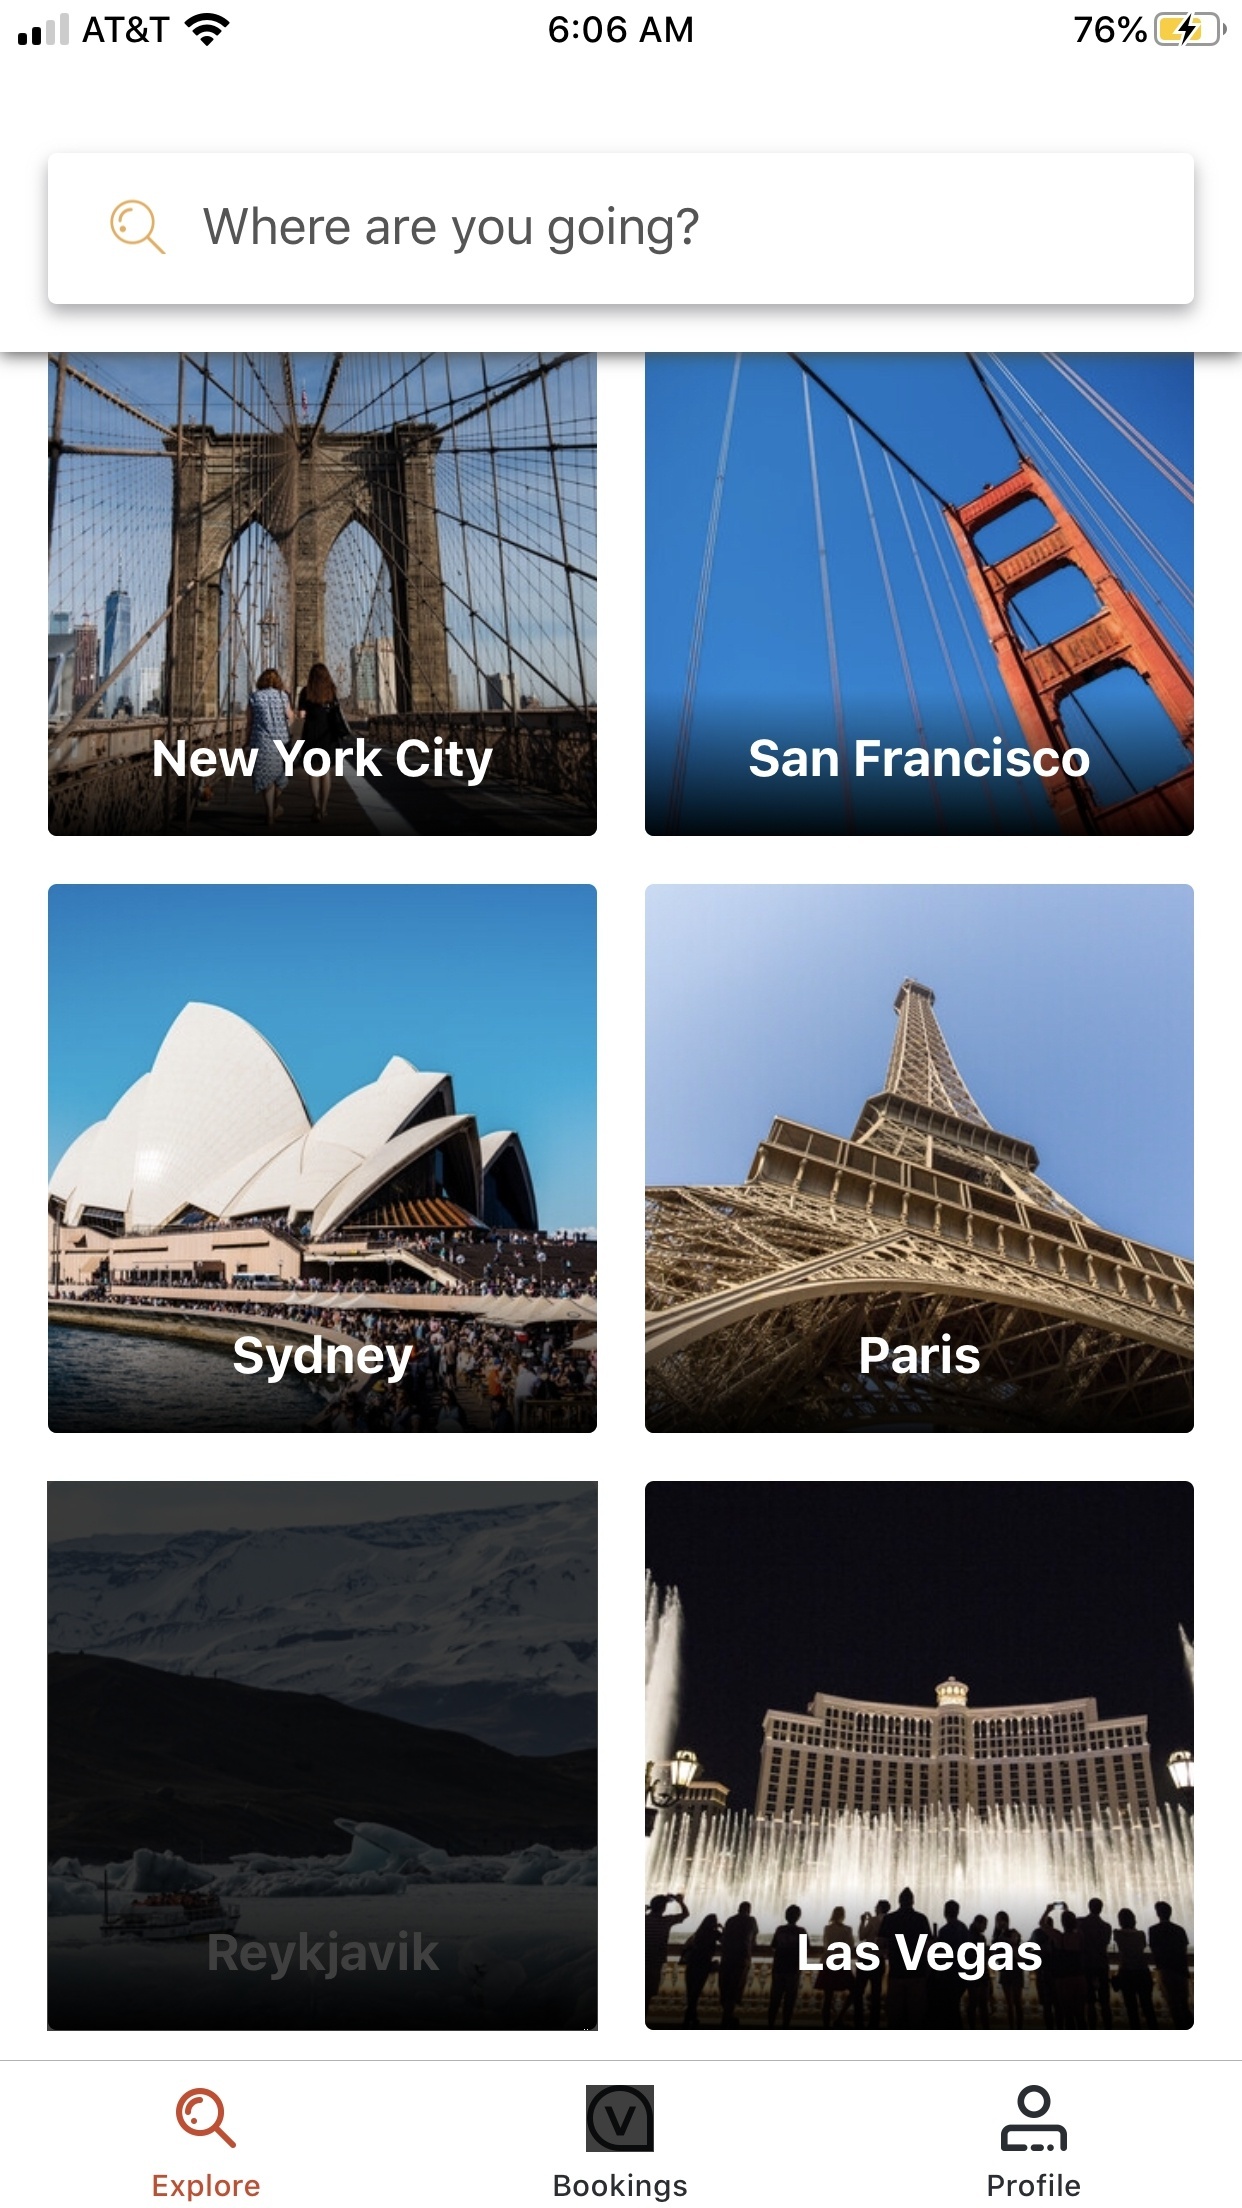 AT&T
6:06 AM
76%
Where are you going?
New York City
San Francisco
Sydney
Paris
Reykjavik
Las Vegas
V
Explore
Bookings
Profile